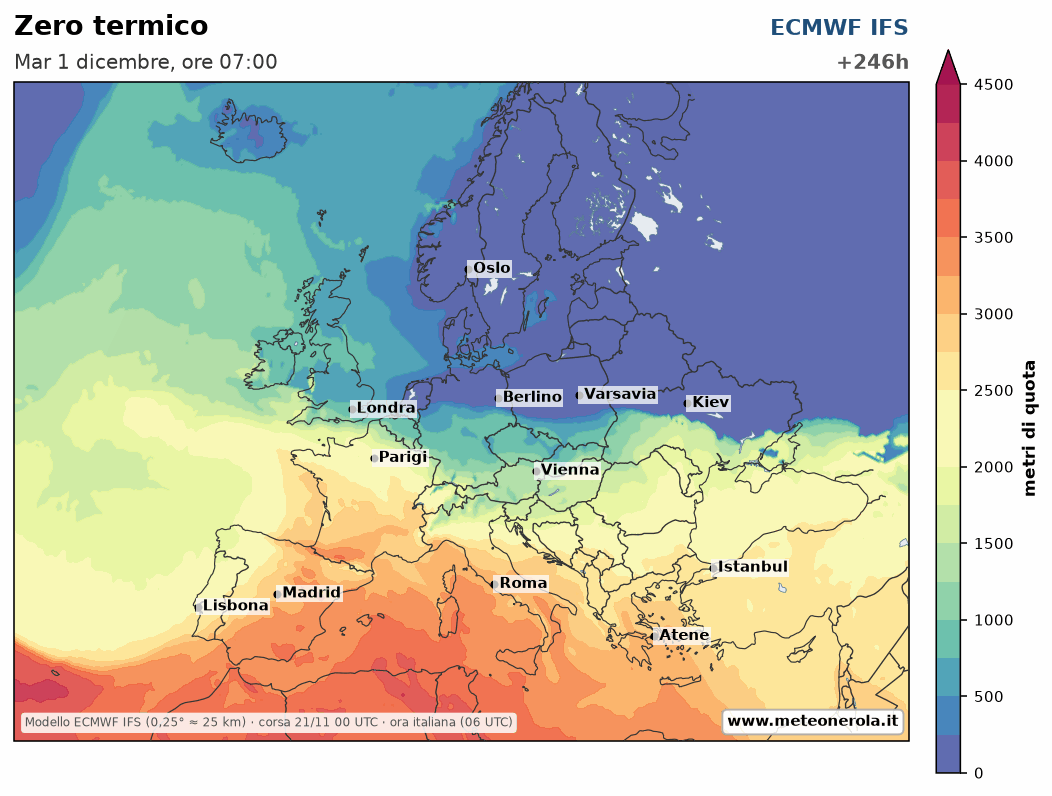 Zero termico
ECMWF IFS
Mar 1 dicembre, ore 07:00
+246h
4500
4000
3500
3000
2500
2000
1500
1000
500
0
metri di quota
Oslo
Londra
Berlino
Varsavia
Kiev
Parigi
Vienna
Istanbul
Roma
Madrid
Lisbona
Atene
Modello ECMWF IFS (0,25° ≈ 25 km) · corsa 21/11 00 UTC · ora italiana (06 UTC)
www.meteonerola.it